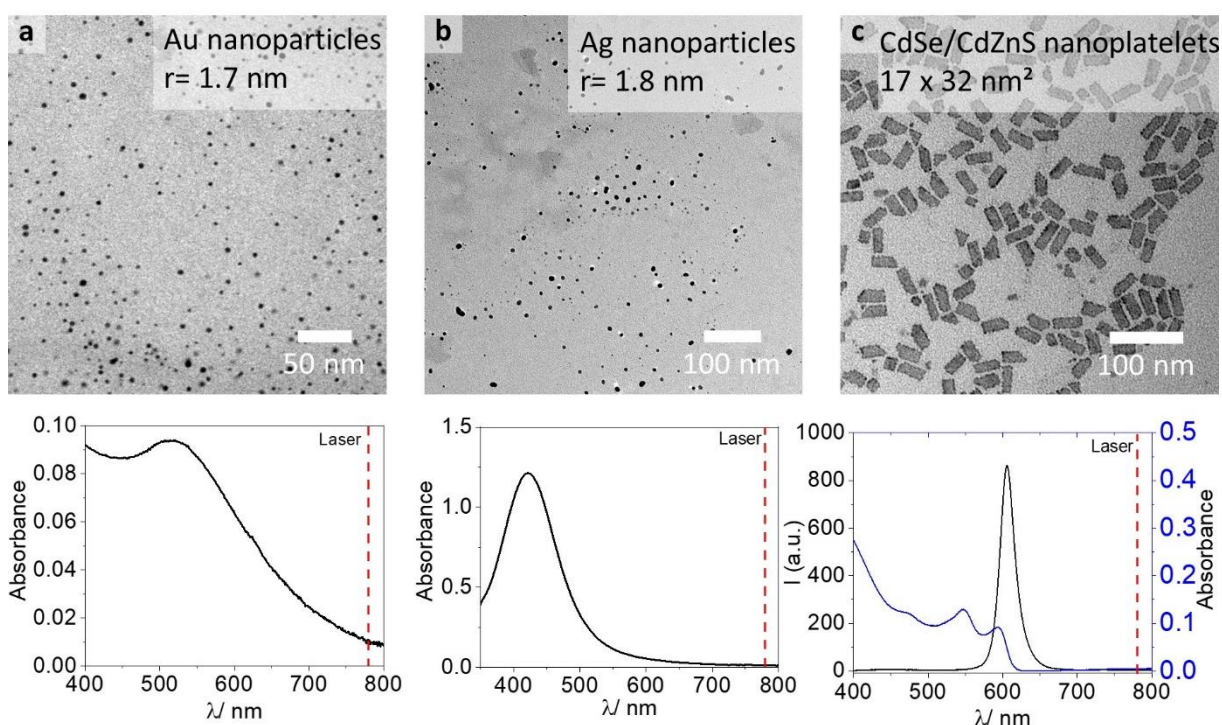 a
Au nanoparticles
r= 1.7 nm
50 nm
b
Ag nanoparticles
r= 1.8 nm
100 nm
c
CdSe/CdZnS nanoplatelets
17 x 32 nm²
100 nm
0.10
0.08
0.06
0.04
0.02
0.00
Absorbance
Laser
400 500 600 700 800
λ/ nm
1.5
1.0
0.5
0.0
Absorbance
Laser
400 500 600 700 800
λ/ nm
1000
800
600
400
200
0
I (a.u.)
Laser
0.5
0.4
0.3
0.2
0.1
0.0
Absorbance
400 500 600 700 800
λ/ nm